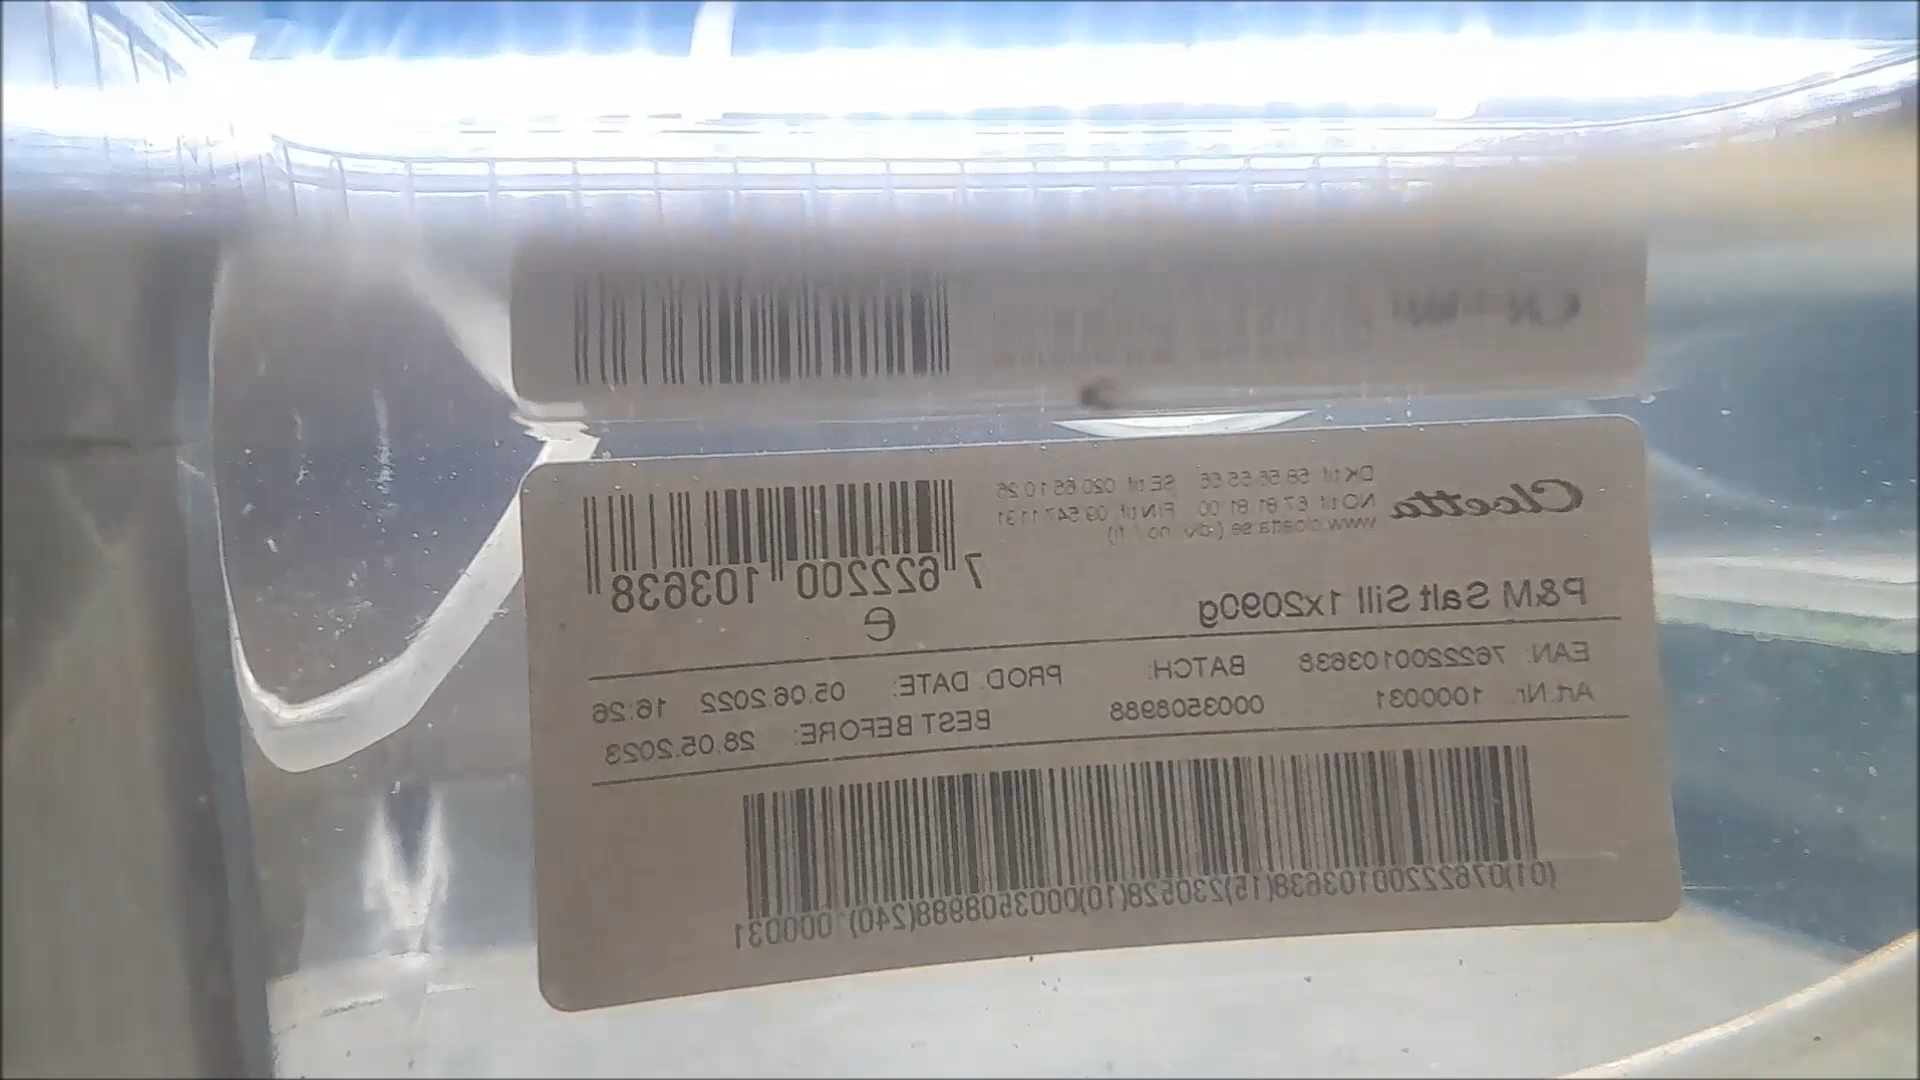 Cloetta
DK tlf 58 56 55 55 SE tlf 020 65 10 25
NO tlf 67 81 81 00 FIN tlf 09 5471131
www.cloetta.se (.dk/ .no / .fi)
7 622200 103638
P&M Salt Sill 1x2090g
e
EAN: 7622200103638 BATCH: PROD. DATE: 05.06.2022 16:26
Art.Nr: 1000031 0003508988 BEST BEFORE: 28.05.2023
(01)07622200103638(15)230528(10)0003508988(240) 000031